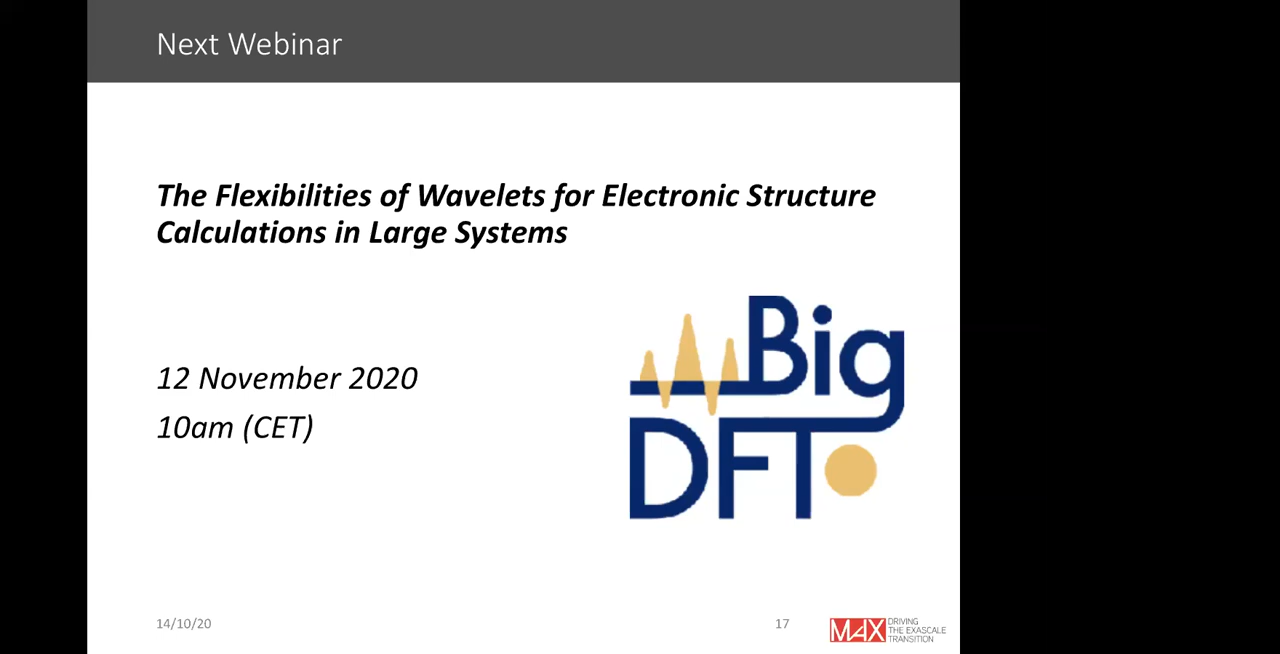 Next Webinar
The Flexibilities of Wavelets for Electronic Structure
Calculations in Large Systems
12 November 2020
10am (CET)
Big
DFT
14/10/20
17
MAX
DRIVING
THE EXASCALE
TRANSITION